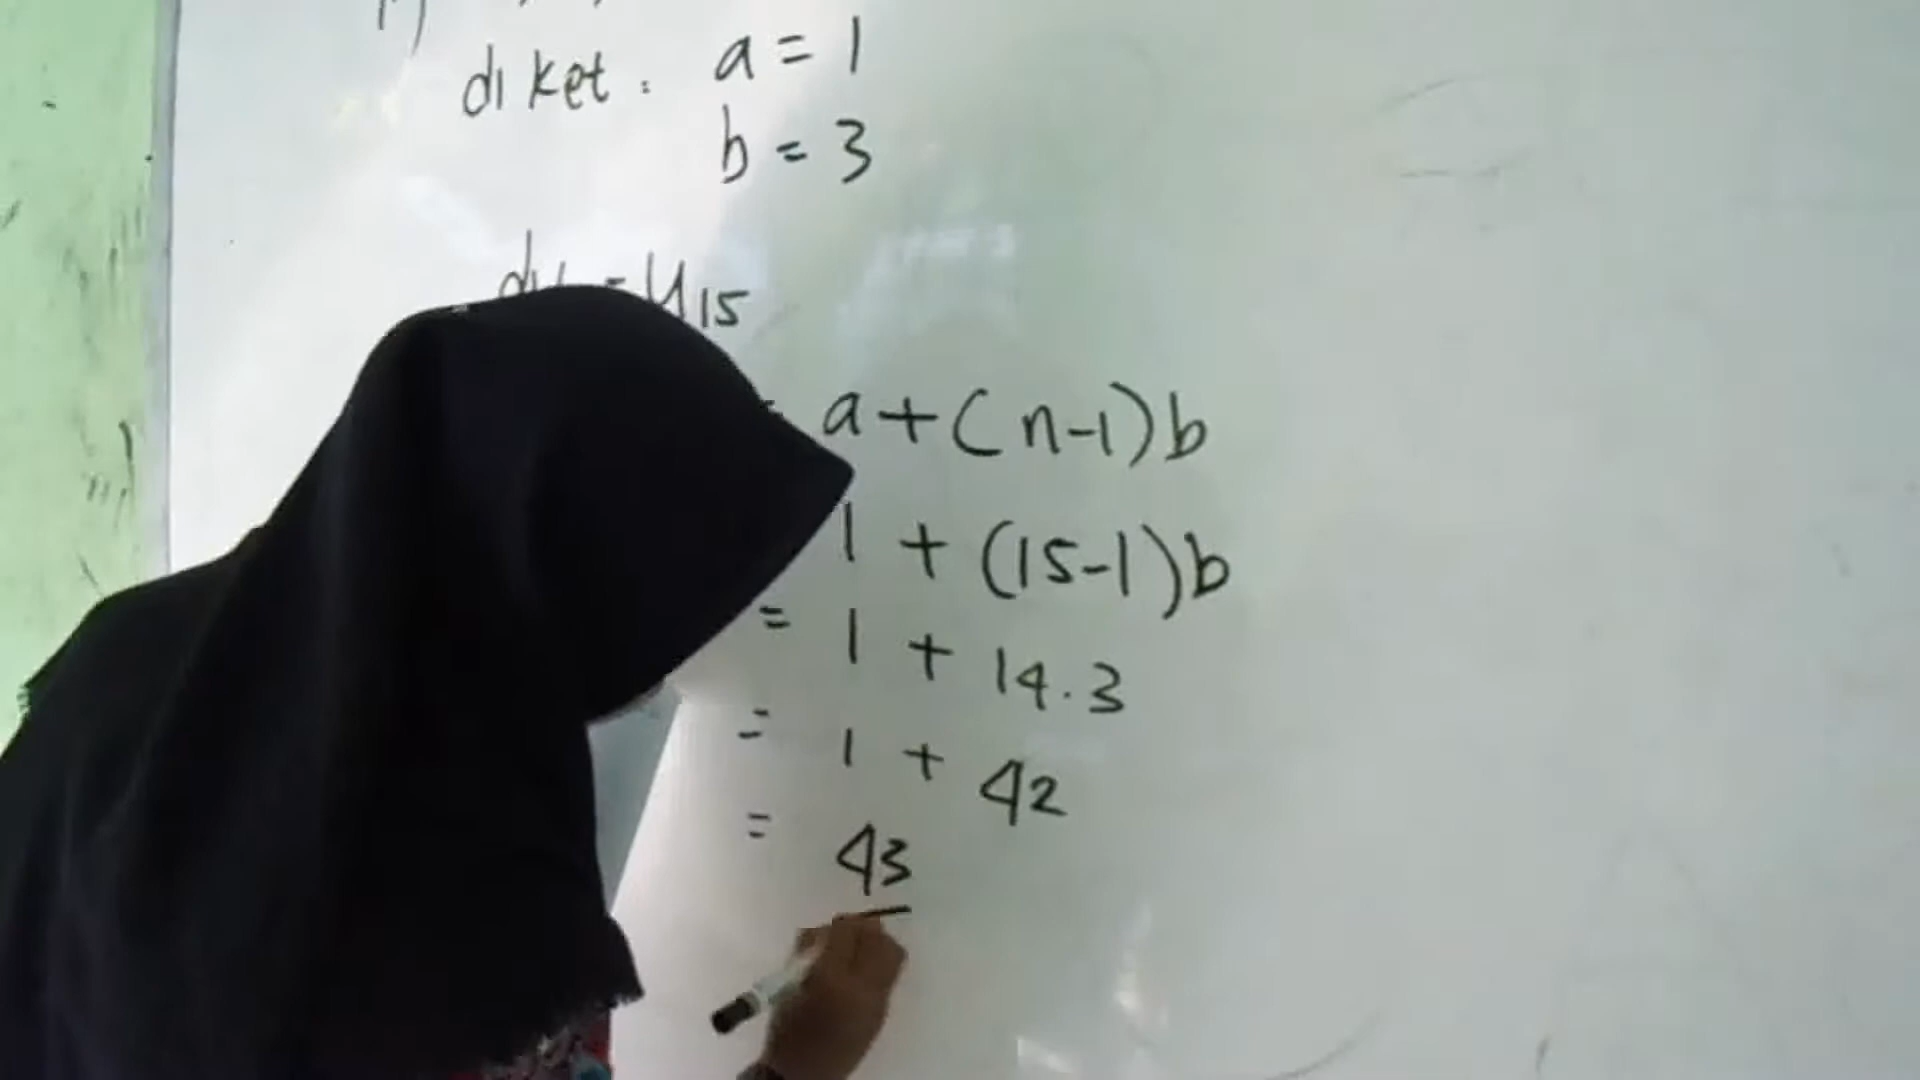 di ket : a = 1
b = 3
= U15
= a + (n-1)b
1 + (15-1)b
= 1 + 14.3
= 1 + 42
= 43